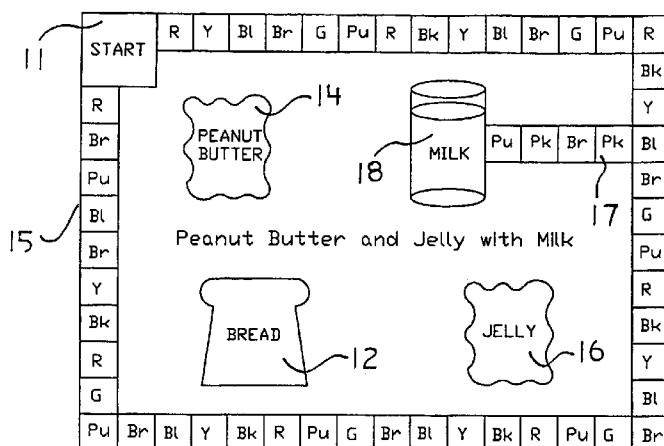 11 START R Y Bl Br G Pu R Bk Y Bl Br G Pu R
Bk
R 14 Y
Br PEANUT
BUTTER MILK Pu Pk Br Pk Bl
18 17
Pu Br
Bl G
15 Br Peanut Butter and Jelly with Milk Pu
Y R
Bk BREAD 12 JELLY 16 Bk
R Y
G Bl
Pu Br Bl Y Bk R Pu G Br Bl Y Bk R Pu G Br